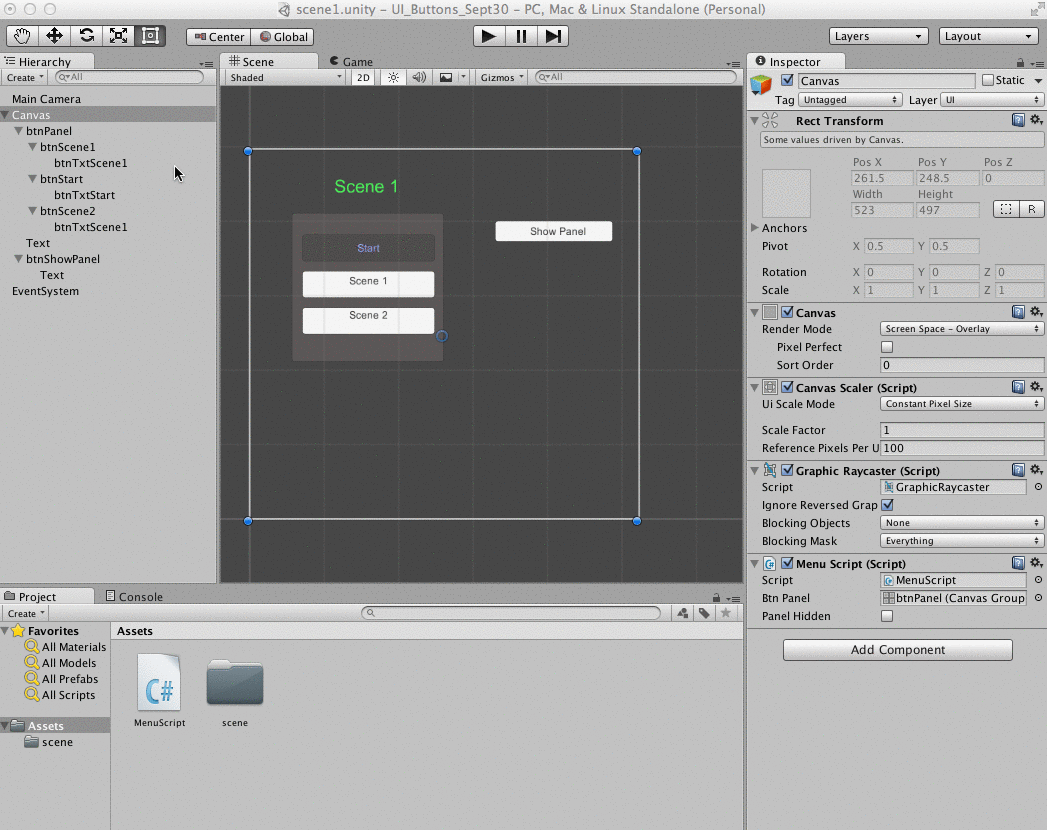 scene1.unity - UI_Buttons_Sept30 - PC, Mac & Linux Standalone (Personal)
Center Global Layers Layout
Hierarchy
Create All
Main Camera
Canvas
btnPanel
btnScene1
btnTxtScene1
btnStart
btnTxtStart
btnScene2
btnTxtScene1
Text
btnShowPanel
Text
EventSystem
Scene Game
Shaded 2D Gizmos All
Scene 1
Show Panel
Start
Scene 1
Scene 2
Inspector
Canvas Static
Tag Untagged Layer UI
Rect Transform
Some values driven by Canvas.
Pos X Pos Y Pos Z
261.5 248.5 0
Width Height
523 497 R
Anchors
Pivot X 0.5 Y 0.5
Rotation X 0 Y 0 Z 0
Scale X 1 Y 1 Z 1
Canvas
Render Mode Screen Space - Overlay
Pixel Perfect
Sort Order 0
Canvas Scaler (Script)
Ui Scale Mode Constant Pixel Size
Scale Factor 1
Reference Pixels Per U 100
Graphic Raycaster (Script)
Script GraphicRaycaster
Ignore Reversed Grap
Blocking Objects None
Blocking Mask Everything
Menu Script (Script)
Script MenuScript
Btn Panel btnPanel (Canvas Group
Panel Hidden
Add Component
Project Console
Create
Favorites
All Materials
All Models
All Prefabs
All Scripts
Assets
scene
Assets
C#
MenuScript scene